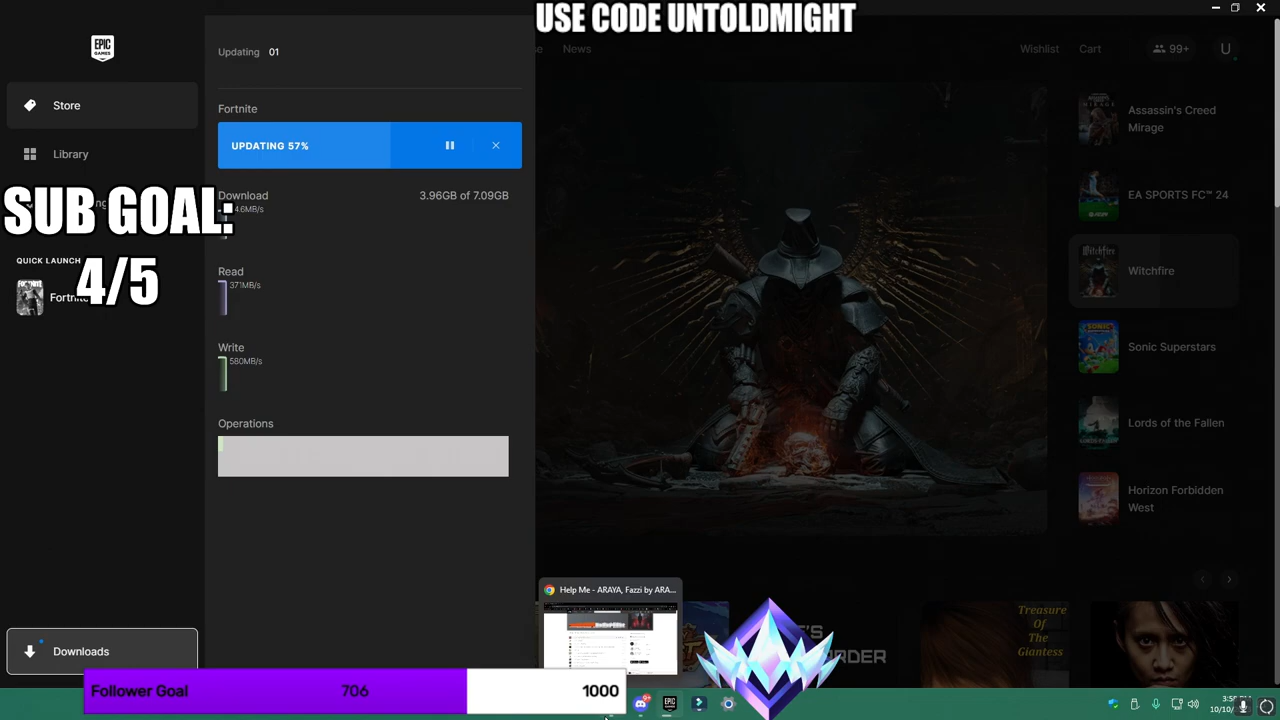 USE CODE UNTOLDMIGHT
EPIC
GAMES
Updating 01
News
Wishlist
Cart
99+
U
Store
Library
Fortnite
UPDATING 57%
Download
3.96GB of 7.09GB
4.6MB/s
SUB GOAL:
4/5
QUICK LAUNCH
Fortnite
Read
371MB/s
Write
580MB/s
Operations
Assassin's Creed
Mirage
EA SPORTS FC™ 24
Witchfire
Sonic Superstars
Lords of the Fallen
Horizon Forbidden
West
Help Me - ARAYA, Fazzi by ARA...
Treasure
Of
the
Giantess
Downloads
Follower Goal
706
1000